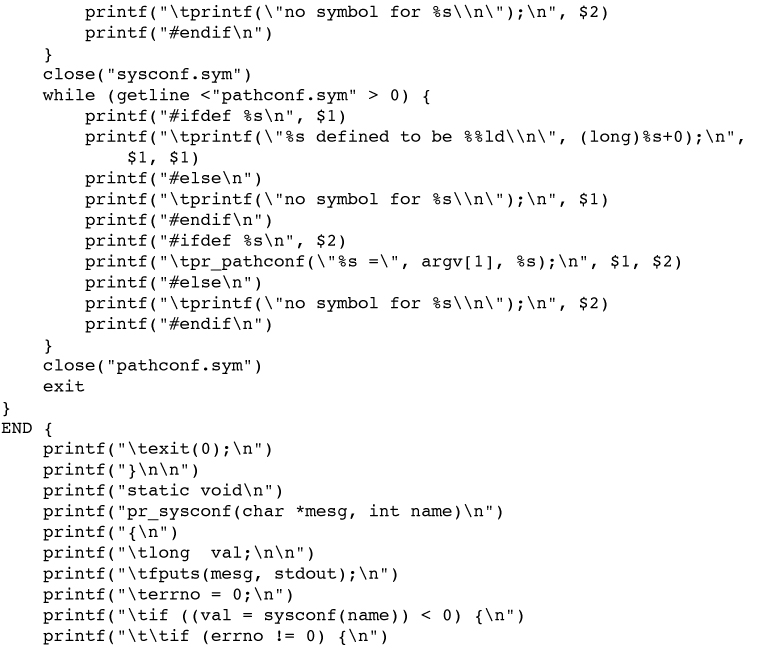 printf("\tprintf(\"no symbol for %s\\n\");\n", $2)
        printf("#endif\n")
    }
    close("sysconf.sym")
    while (getline <"pathconf.sym" > 0) {
        printf("#ifdef %s\n", $1)
        printf("\tprintf(\"%s defined to be %%ld\\n\", (long)%s+0);\n",
            $1, $1)
        printf("#else\n")
        printf("\tprintf(\"no symbol for %s\\n\");\n", $1)
        printf("#endif\n")
        printf("#ifdef %s\n", $2)
        printf("\tpr_pathconf(\"%s =\", argv[1], %s);\n", $1, $2)
        printf("#else\n")
        printf("\tprintf(\"no symbol for %s\\n\");\n", $2)
        printf("#endif\n")
    }
    close("pathconf.sym")
    exit
}
END {
    printf("\texit(0);\n")
    printf("}\n\n")
    printf("static void\n")
    printf("pr_sysconf(char *mesg, int name)\n")
    printf("{\n")
    printf("\tlong  val;\n\n")
    printf("\tfputs(mesg, stdout);\n")
    printf("\terrno = 0;\n")
    printf("\tif ((val = sysconf(name)) < 0) {\n")
    printf("\t\tif (errno != 0) {\n")